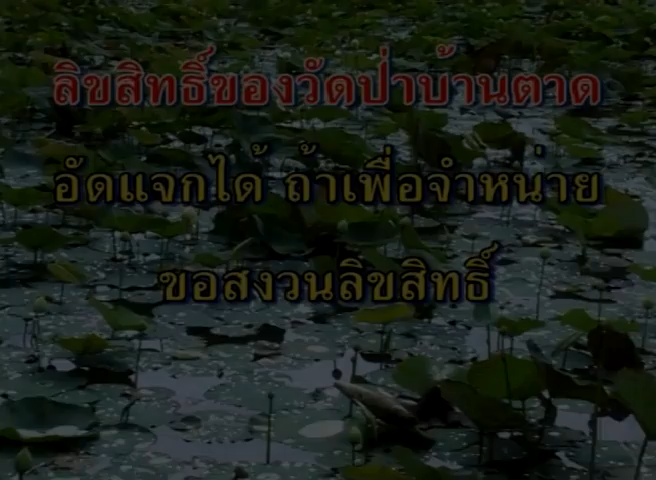 ลิขสิทธิ์ของวัดป่าบ้านตาด
อัดแจกได้ ถ้าเพื่อจำหน่าย
ขอสงวนลิขสิทธิ์